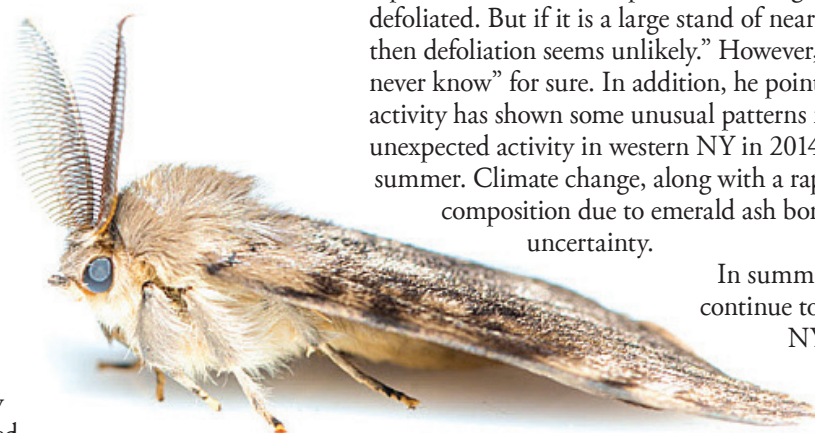 defoliated. But if it is a large stand of near
then defoliation seems unlikely.” However,
never know” for sure. In addition, he point
activity has shown some unusual patterns
unexpected activity in western NY in 2014
summer. Climate change, along with a rap
composition due to emerald ash bor
uncertainty.
In summ
continue to
NY